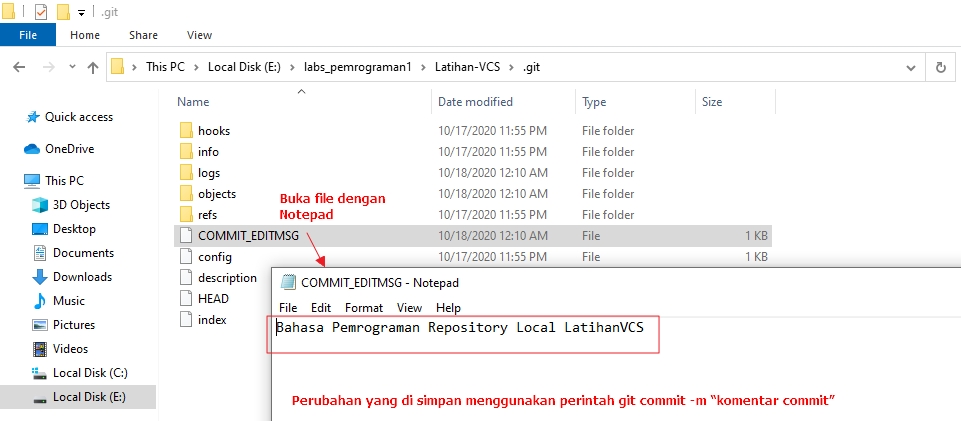 .git
File Home Share View
This PC > Local Disk (E:) > labs_pemrograman1 > Latihan-VCS > .git
Name Date modified Type Size
Quick access
OneDrive
This PC
3D Objects
Desktop
Documents
Downloads
Music
Pictures
Videos
Local Disk (C:)
Local Disk (E:)
hooks 10/17/2020 11:55 PM File folder
info 10/17/2020 11:55 PM File folder
logs 10/18/2020 12:10 AM File folder
objects 10/18/2020 12:10 AM File folder
refs 10/17/2020 11:55 PM File folder
COMMIT_EDITMSG 10/18/2020 12:10 AM File 1 KB
config 10/17/2020 11:55 PM File 1 KB
description
HEAD
index
Buka file dengan
Notepad
COMMIT_EDITMSG - Notepad
File Edit Format View Help
Bahasa Pemrograman Repository Local LatihanVCS
Perubahan yang di simpan menggunakan perintah git commit -m “komentar commit”